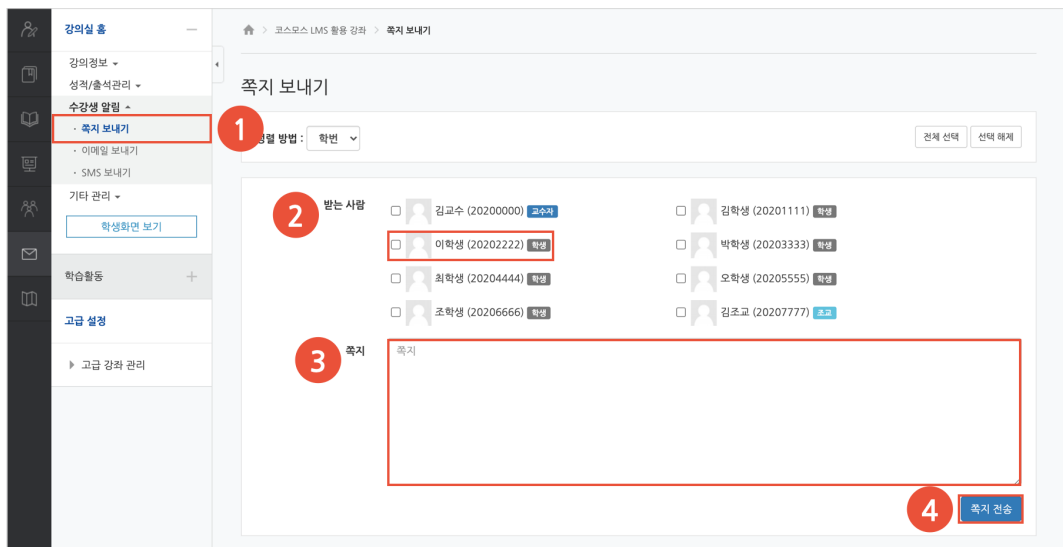 강의실 홈
강의정보
성적/출석관리
수강생 알림
· 쪽지 보내기
· 이메일 보내기
· SMS 보내기
기타 관리
학생화면 보기
학습활동
고급 설정
고급 강좌 관리
> 코스모스 LMS 활용 강좌 > 쪽지 보내기
쪽지 보내기
1
방법 : 학번
전체 선택 선택 해제
2 받는 사람
김교수 (20200000) 교수자 김학생 (20201111) 학생
이학생 (20202222) 학생 박학생 (20203333) 학생
최학생 (20204444) 학생 오학생 (20205555) 학생
조학생 (20206666) 학생 김조교 (20207777) 조교
3 쪽지 쪽지
4 쪽지 전송